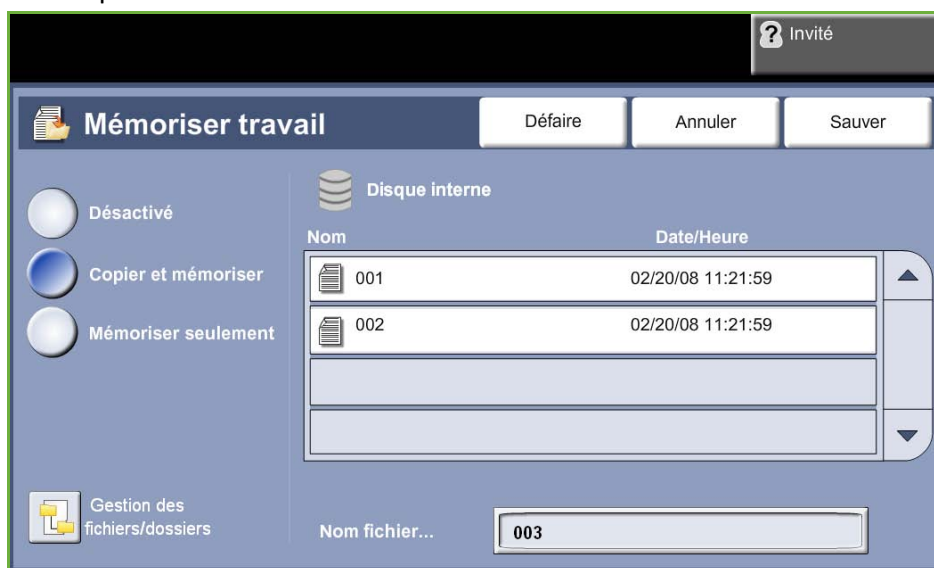 Invité
Mémoriser travail
Défaire
Annuler
Sauver
Désactivé
Copier et mémoriser
Mémoriser seulement
Disque interne
Nom Date/Heure
001 02/20/08 11:21:59
002 02/20/08 11:21:59
Gestion des
fichiers/dossiers
Nom fichier... 003